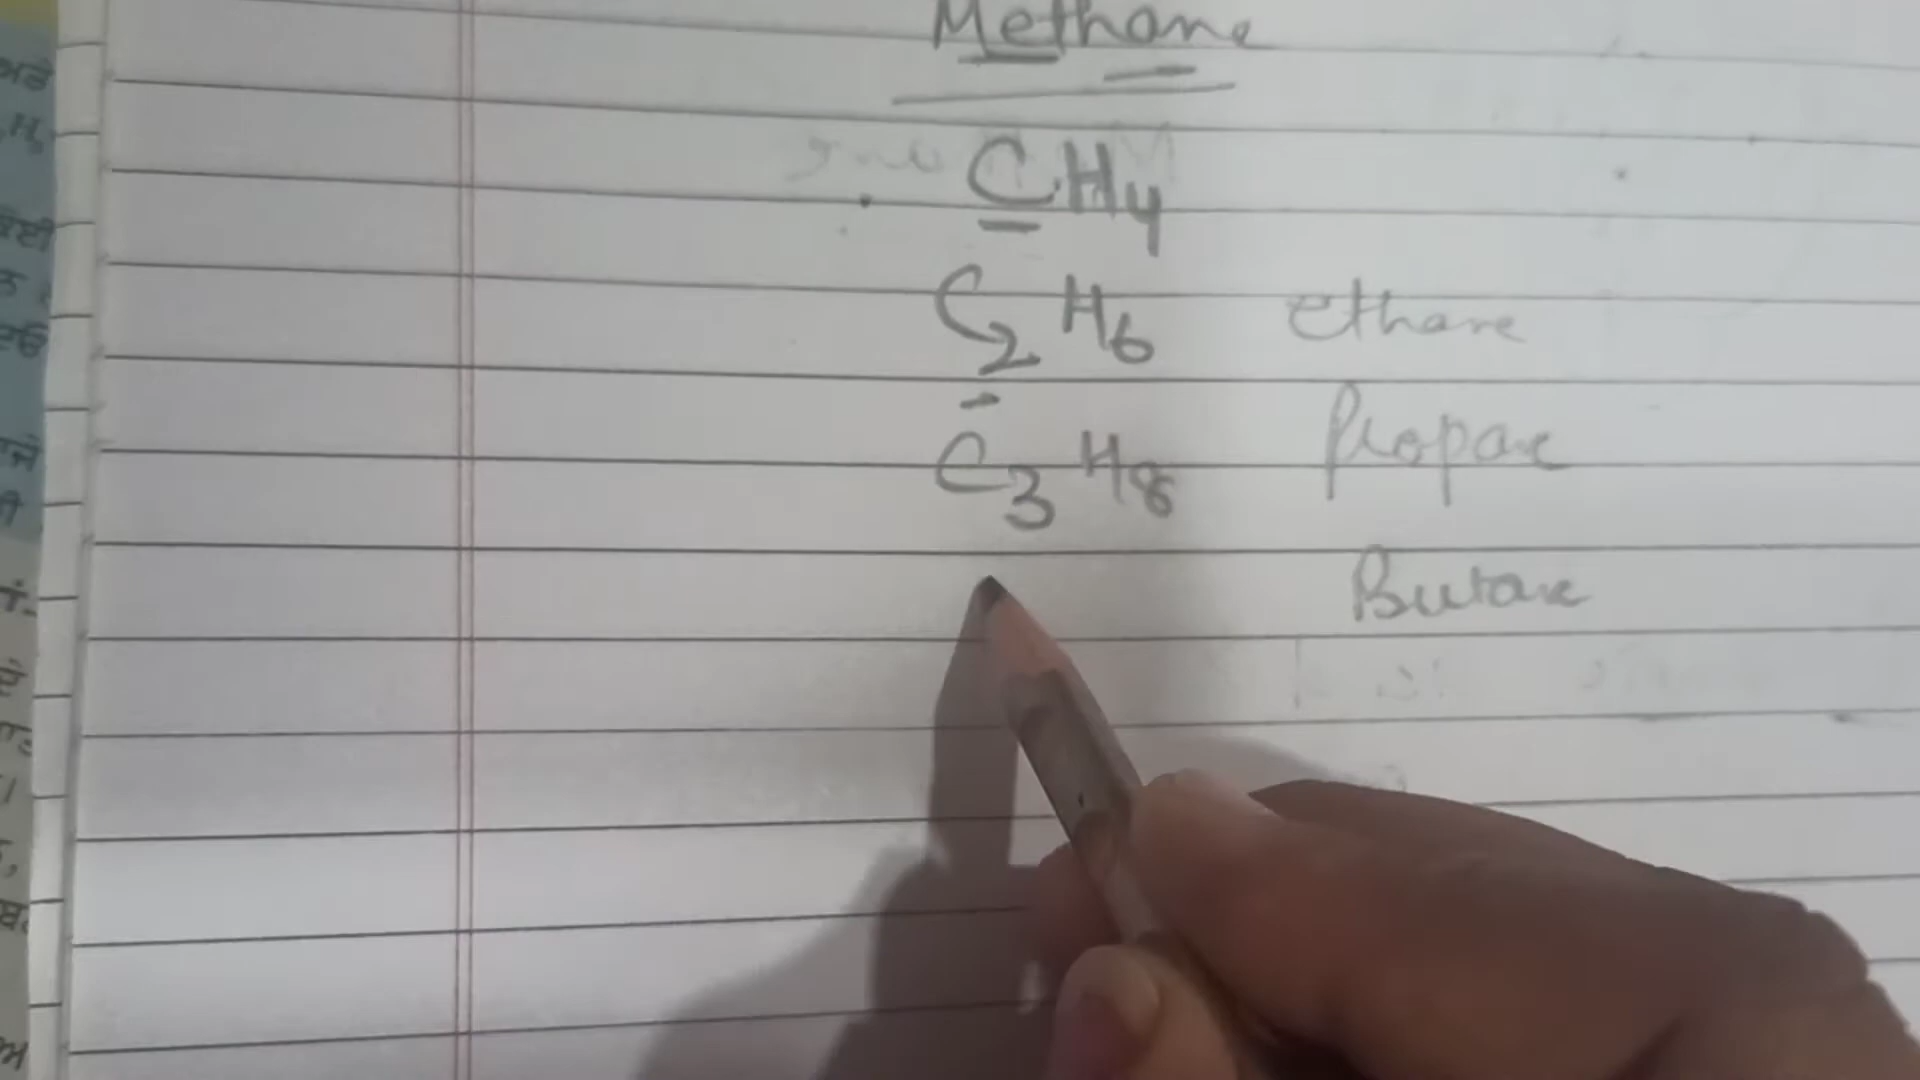 Methane
CH4
C2H6 ethane
C3H8 Propane
Butane